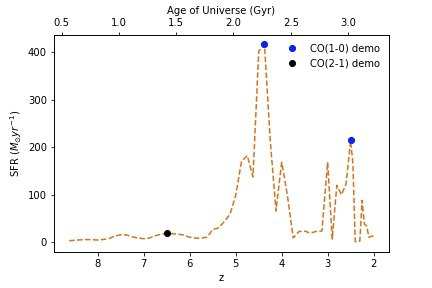 Age of Universe (Gyr)
0.5 1.0 1.5 2.0 2.5 3.0
CO(1-0) demo
CO(2-1) demo
SFR (M⊙yr⁻¹)
400
300
200
100
0
8 7 6 5 4 3 2
z